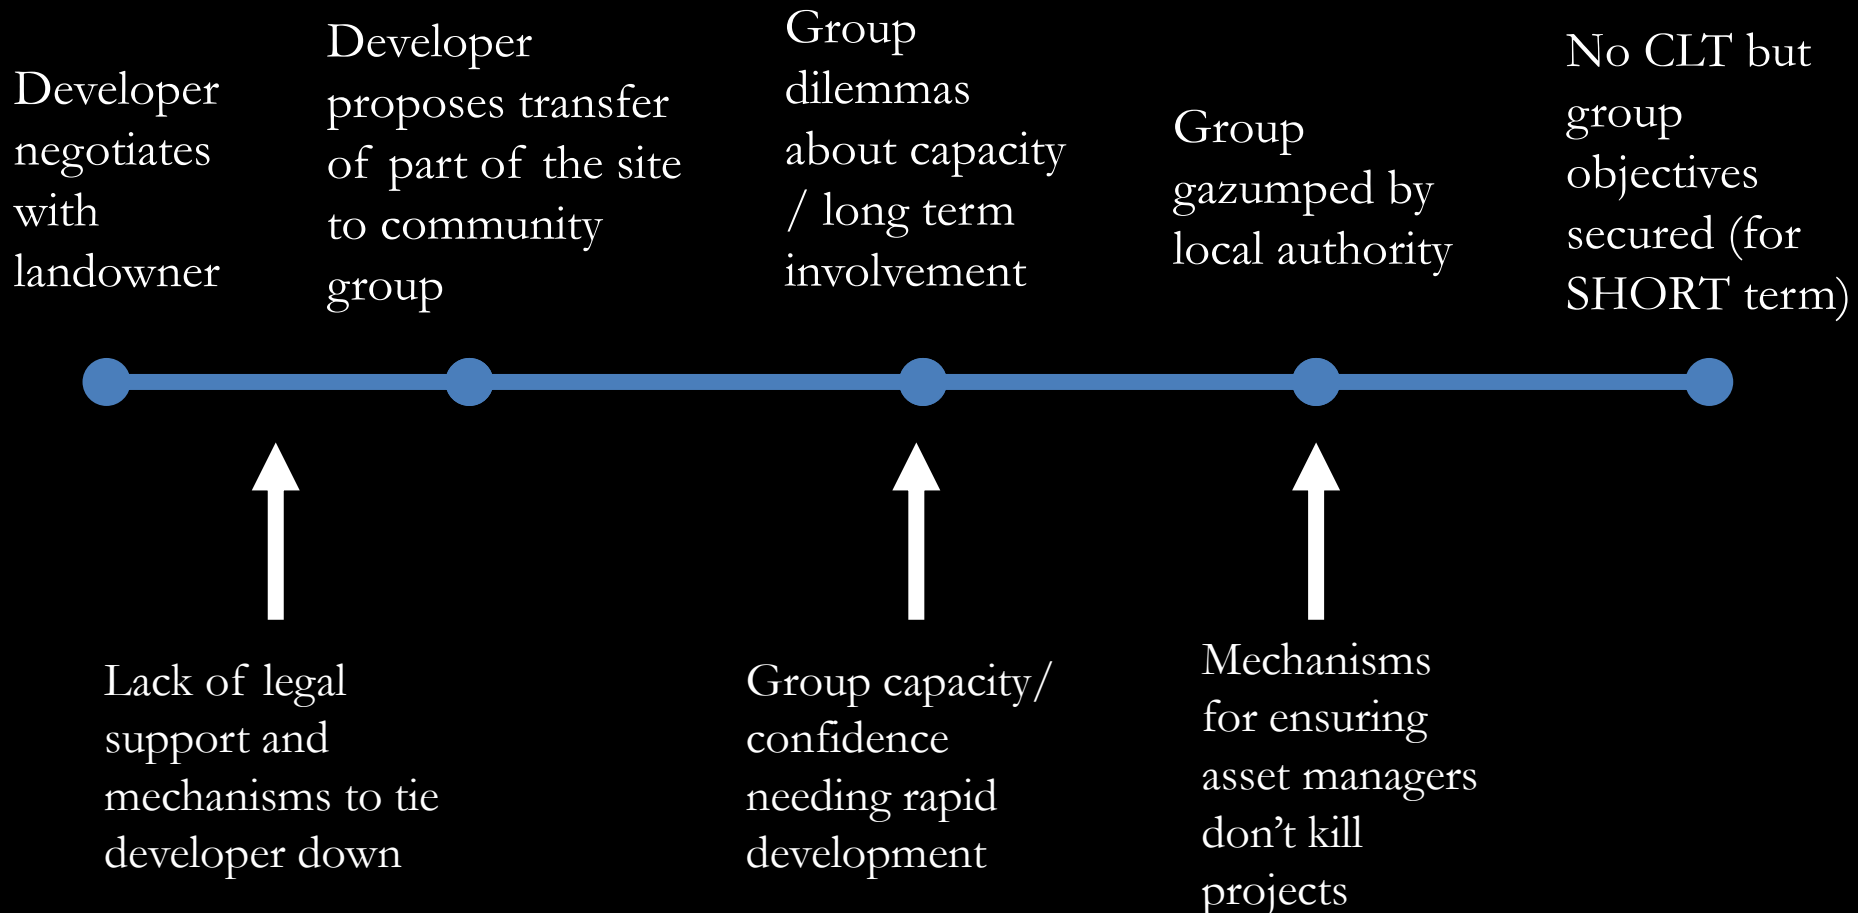 Developer
negotiates
with
landowner
Developer
proposes transfer
of part of the site
to community
group
Group
dilemmas
about capacity
/ long term
involvement
Group
gazumped by
local authority
No CLT but
group
objectives
secured (for
SHORT term)
Lack of legal
support and
mechanisms to tie
developer down
Group capacity/
confidence
needing rapid
development
Mechanisms
for ensuring
asset managers
don’t kill
projects